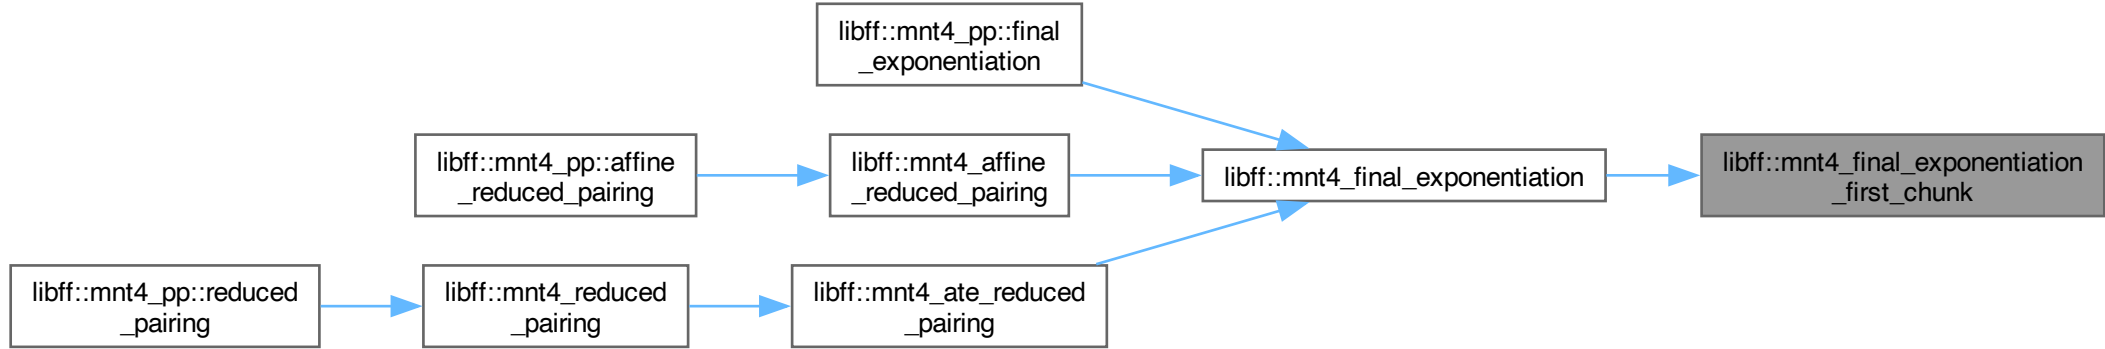 libff::mnt4_pp::final
_exponentiation
libff::mnt4_pp::affine
_reduced_pairing
libff::mnt4_affine
_reduced_pairing
libff::mnt4_final_exponentiation
libff::mnt4_final_exponentiation
_first_chunk
libff::mnt4_pp::reduced
_pairing
libff::mnt4_reduced
_pairing
libff::mnt4_ate_reduced
_pairing